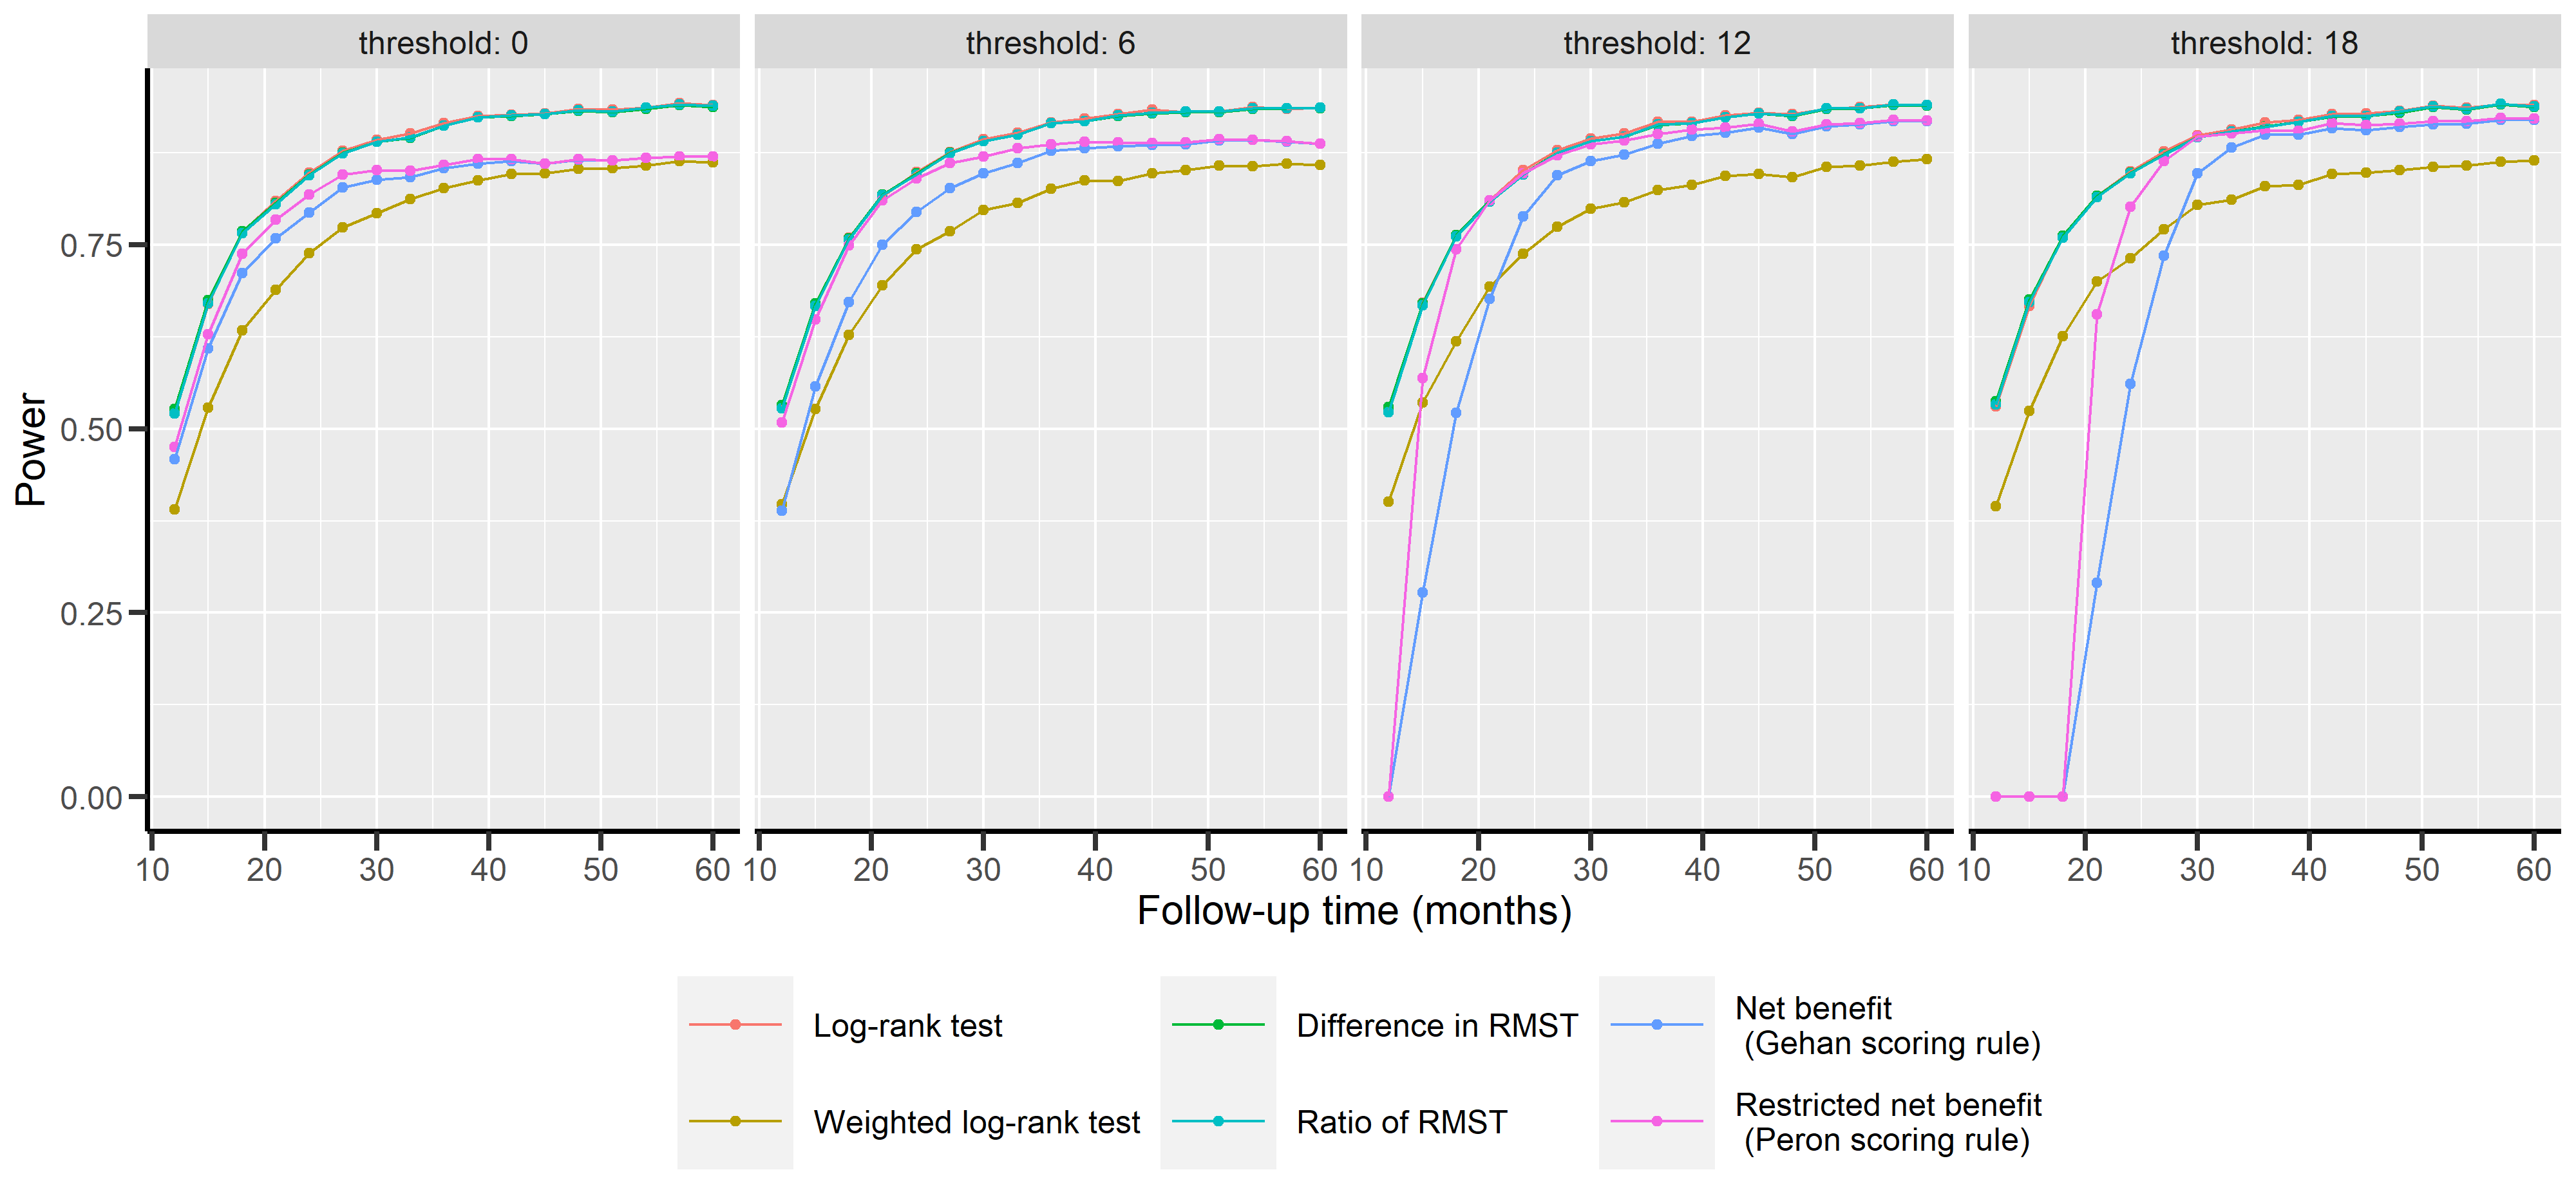 threshold: 0 threshold: 6 threshold: 12 threshold: 18
Power
0.75
0.50
0.25
0.00
10 20 30 40 50 60 10 20 30 40 50 60 10 20 30 40 50 60 10 20 30 40 50 60
Follow-up time (months)
Log-rank test
Weighted log-rank test
Difference in RMST
Ratio of RMST
Net benefit
(Gehan scoring rule)
Restricted net benefit
(Peron scoring rule)